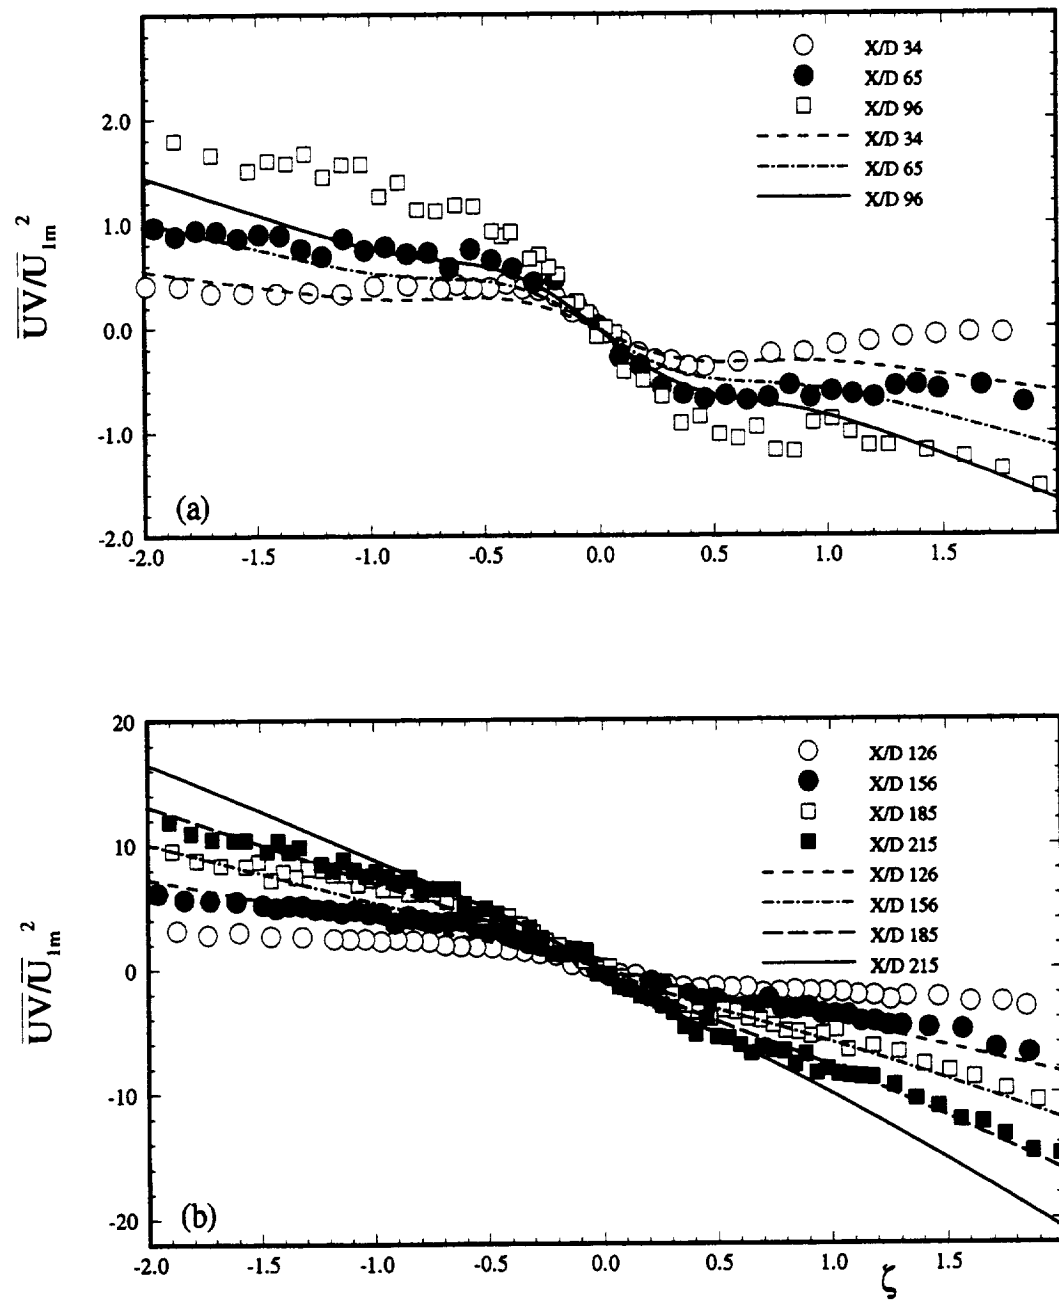 X/D 34
X/D 65
X/D 96
X/D 34
X/D 65
X/D 96
2.0
1.0
0.0
-1.0
-2.0
UV/U1m2
(a)
-2.0 -1.5 -1.0 -0.5 0.0 0.5 1.0 1.5
X/D 126
X/D 156
X/D 185
X/D 215
X/D 126
X/D 156
X/D 185
X/D 215
20
10
0
-10
-20
UV/U1m2
(b)
-2.0 -1.5 -1.0 -0.5 0.0 0.5 1.0 1.5
ζ